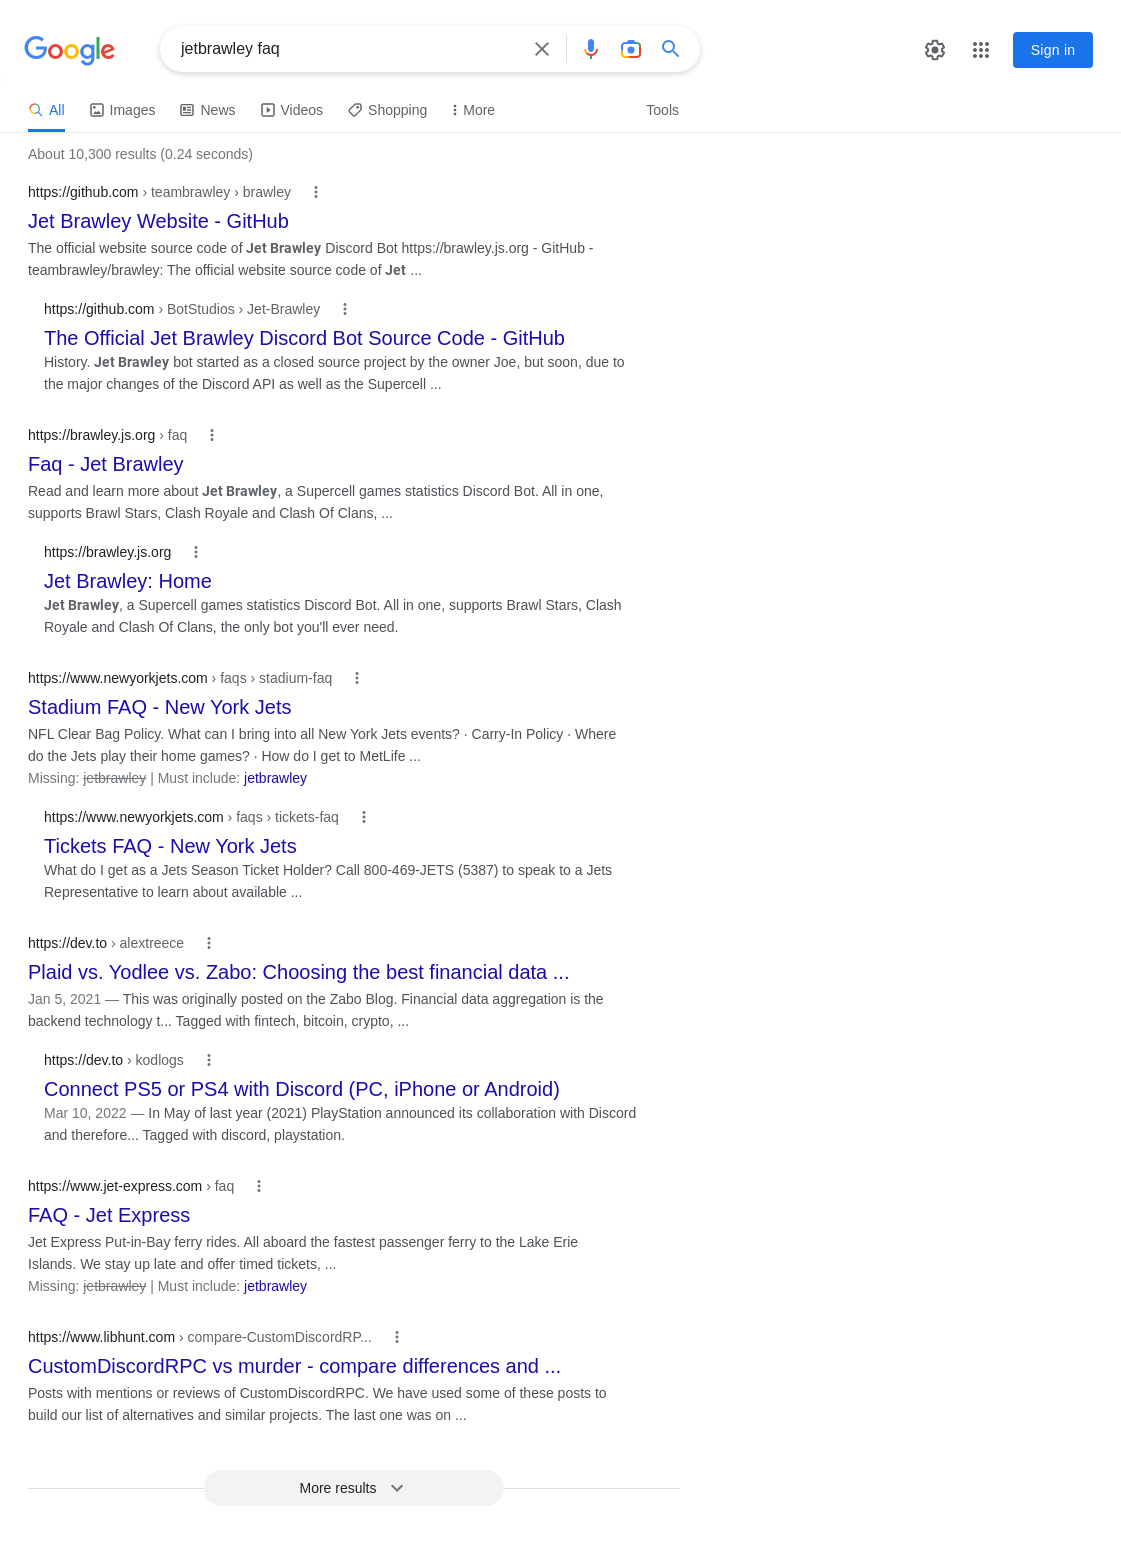 Google
jetbrawley faq
Sign in
All
Images
News
Videos
Shopping
More
Tools
About 10,300 results (0.24 seconds)
https://github.com › teambrawley › brawley
Jet Brawley Website - GitHub
The official website source code of Jet Brawley Discord Bot https://brawley.js.org - GitHub -
teambrawley/brawley: The official website source code of Jet ...
https://github.com › BotStudios › Jet-Brawley
The Official Jet Brawley Discord Bot Source Code - GitHub
History. Jet Brawley bot started as a closed source project by the owner Joe, but soon, due to
the major changes of the Discord API as well as the Supercell ...
https://brawley.js.org › faq
Faq - Jet Brawley
Read and learn more about Jet Brawley, a Supercell games statistics Discord Bot. All in one,
supports Brawl Stars, Clash Royale and Clash Of Clans, ...
https://brawley.js.org
Jet Brawley: Home
Jet Brawley, a Supercell games statistics Discord Bot. All in one, supports Brawl Stars, Clash
Royale and Clash Of Clans, the only bot you'll ever need.
https://www.newyorkjets.com › faqs › stadium-faq
Stadium FAQ - New York Jets
NFL Clear Bag Policy. What can I bring into all New York Jets events? · Carry-In Policy · Where
do the Jets play their home games? · How do I get to MetLife ...
Missing: jetbrawley | Must include: jetbrawley
https://www.newyorkjets.com › faqs › tickets-faq
Tickets FAQ - New York Jets
What do I get as a Jets Season Ticket Holder? Call 800-469-JETS (5387) to speak to a Jets
Representative to learn about available ...
https://dev.to › alextreece
Plaid vs. Yodlee vs. Zabo: Choosing the best financial data ...
Jan 5, 2021 — This was originally posted on the Zabo Blog. Financial data aggregation is the
backend technology t... Tagged with fintech, bitcoin, crypto, ...
https://dev.to › kodlogs
Connect PS5 or PS4 with Discord (PC, iPhone or Android)
Mar 10, 2022 — In May of last year (2021) PlayStation announced its collaboration with Discord
and therefore... Tagged with discord, playstation.
https://www.jet-express.com › faq
FAQ - Jet Express
Jet Express Put-in-Bay ferry rides. All aboard the fastest passenger ferry to the Lake Erie
Islands. We stay up late and offer timed tickets, ...
Missing: jetbrawley | Must include: jetbrawley
https://www.libhunt.com › compare-CustomDiscordRP...
CustomDiscordRPC vs murder - compare differences and ...
Posts with mentions or reviews of CustomDiscordRPC. We have used some of these posts to
build our list of alternatives and similar projects. The last one was on ...
More results